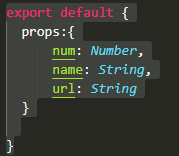 export default {
  props:{
      num: Number,
      name: String,
      url: String
  }
}